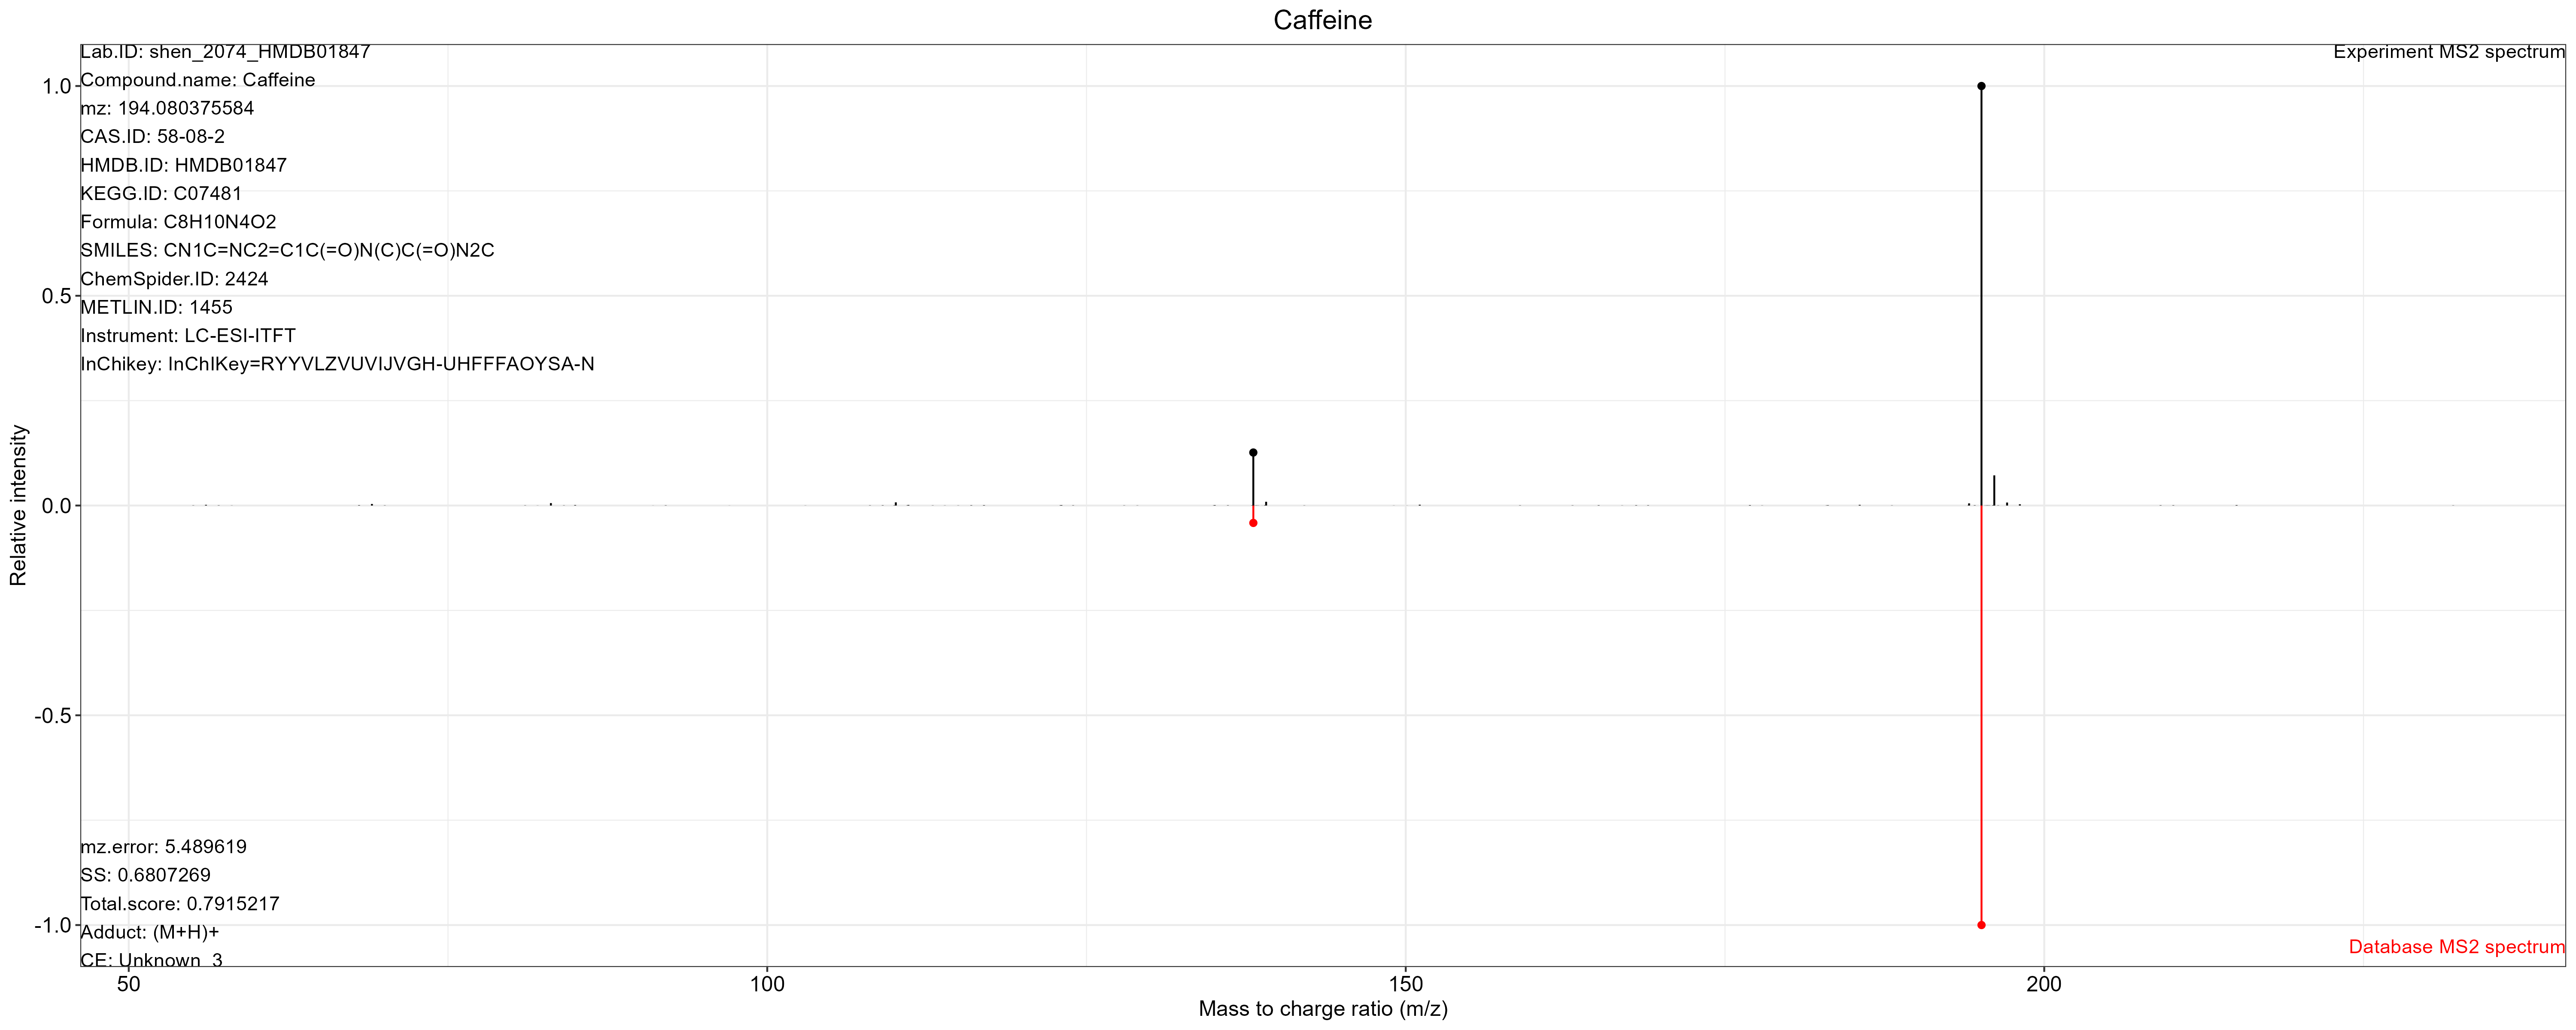 Caffeine
Lab.ID: shen_2074_HMDB01847
Experiment MS2 spectrum
Compound.name: Caffeine
mz: 194.080375584
CAS.ID: 58-08-2
HMDB.ID: HMDB01847
KEGG.ID: C07481
Formula: C8H10N4O2
SMILES: CN1C=NC2=C1C(=O)N(C)C(=O)N2C
ChemSpider.ID: 2424
METLIN.ID: 1455
Instrument: LC-ESI-ITFT
InChikey: InChIKey=RYYVLZVUVIJVGH-UHFFFAOYSA-N
1.0
0.5
0.0
-0.5
-1.0
Relative intensity
mz.error: 5.489619
SS: 0.6807269
Total.score: 0.7915217
Adduct: (M+H)+
CE: Unknown_3
Database MS2 spectrum
50 100 150 200
Mass to charge ratio (m/z)